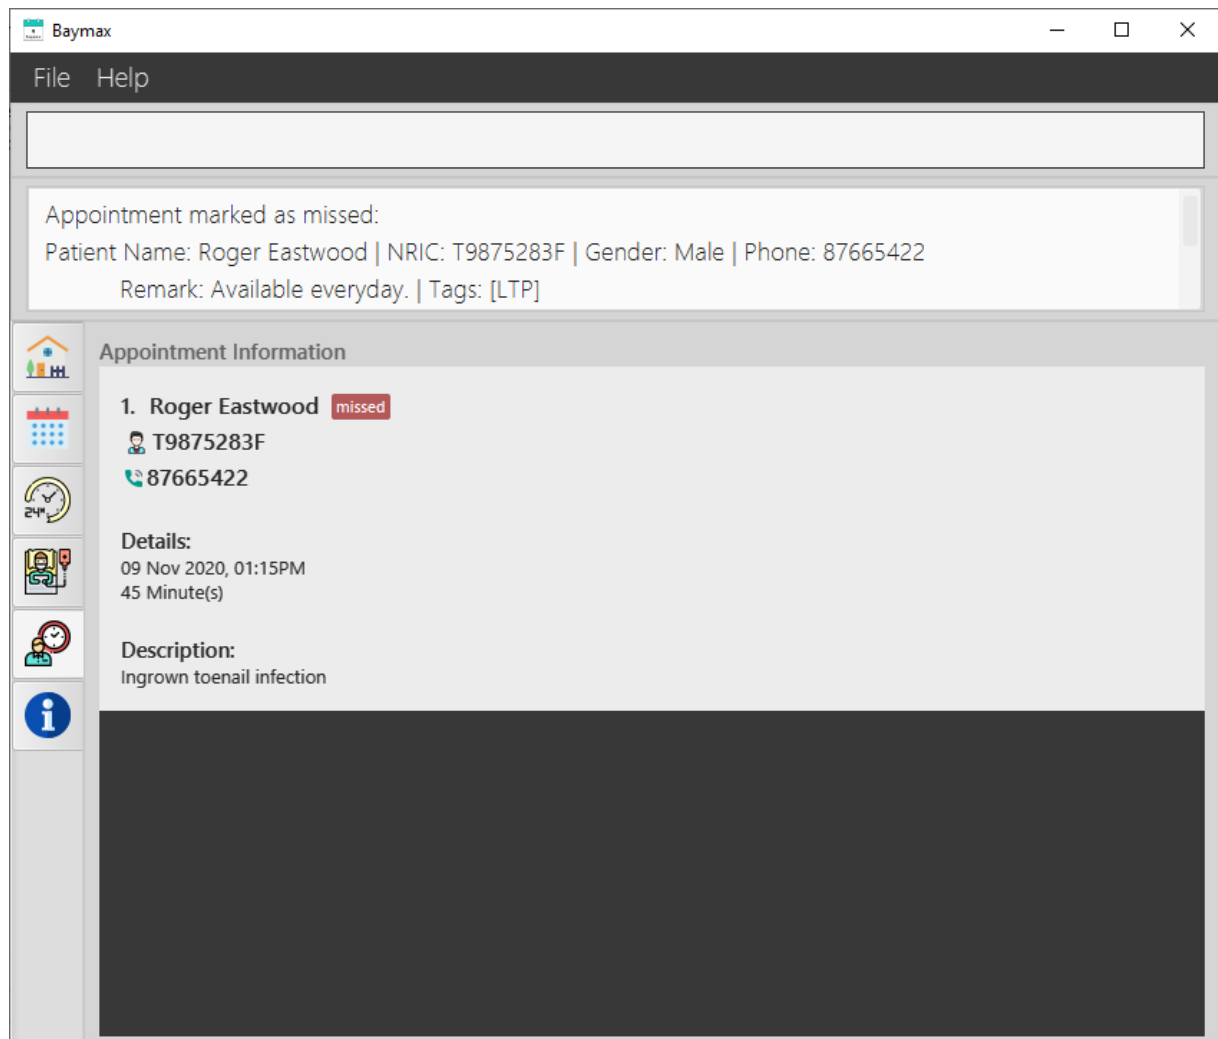 Baymax
File Help
Appointment marked as missed:
Patient Name: Roger Eastwood | NRIC: T9875283F | Gender: Male | Phone: 87665422
Remark: Available everyday. | Tags: [LTP]
Appointment Information
1. Roger Eastwood missed
T9875283F
87665422
24H
Details:
09 Nov 2020, 01:15PM
45 Minute(s)
Description:
Ingrown toenail infection